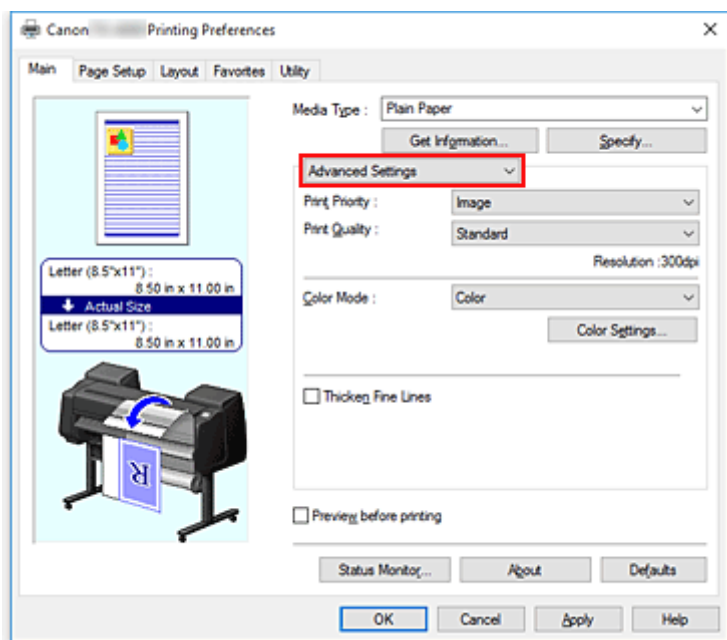 Canon Printing Preferences
Main Page Setup Layout Favorites Utility
Media Type : Plain Paper
Get Information... Specify...
Advanced Settings
Print Priority : Image
Print Quality : Standard
Resolution :300dpi
Color Mode : Color
Color Settings...
Thicken Fine Lines
Letter (8.5"x11") :
8.50 in x 11.00 in
Actual Size
Letter (8.5"x11") :
8.50 in x 11.00 in
R
Preview before printing
Status Monitor... About Defaults
OK Cancel Apply Help